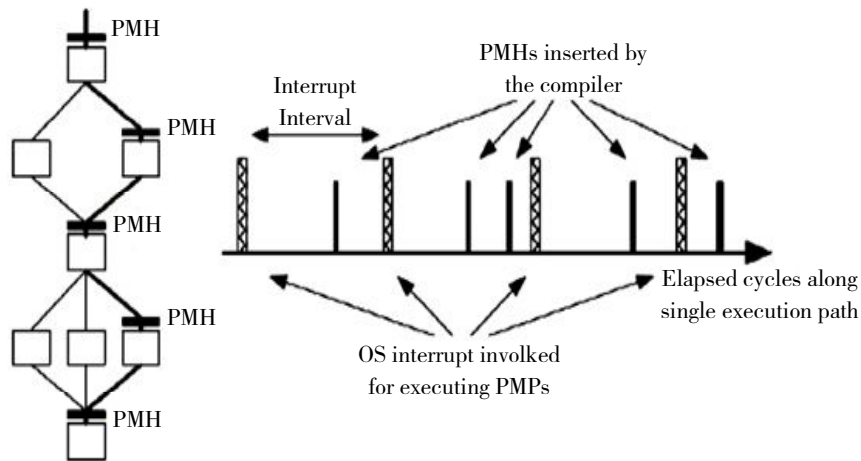 PMH
PMH
PMH
PMH
PMH
Interrupt
Interval
PMHs inserted by
the compiler
Elapsed cycles along
single execution path
OS interrupt involked
for executing PMPs